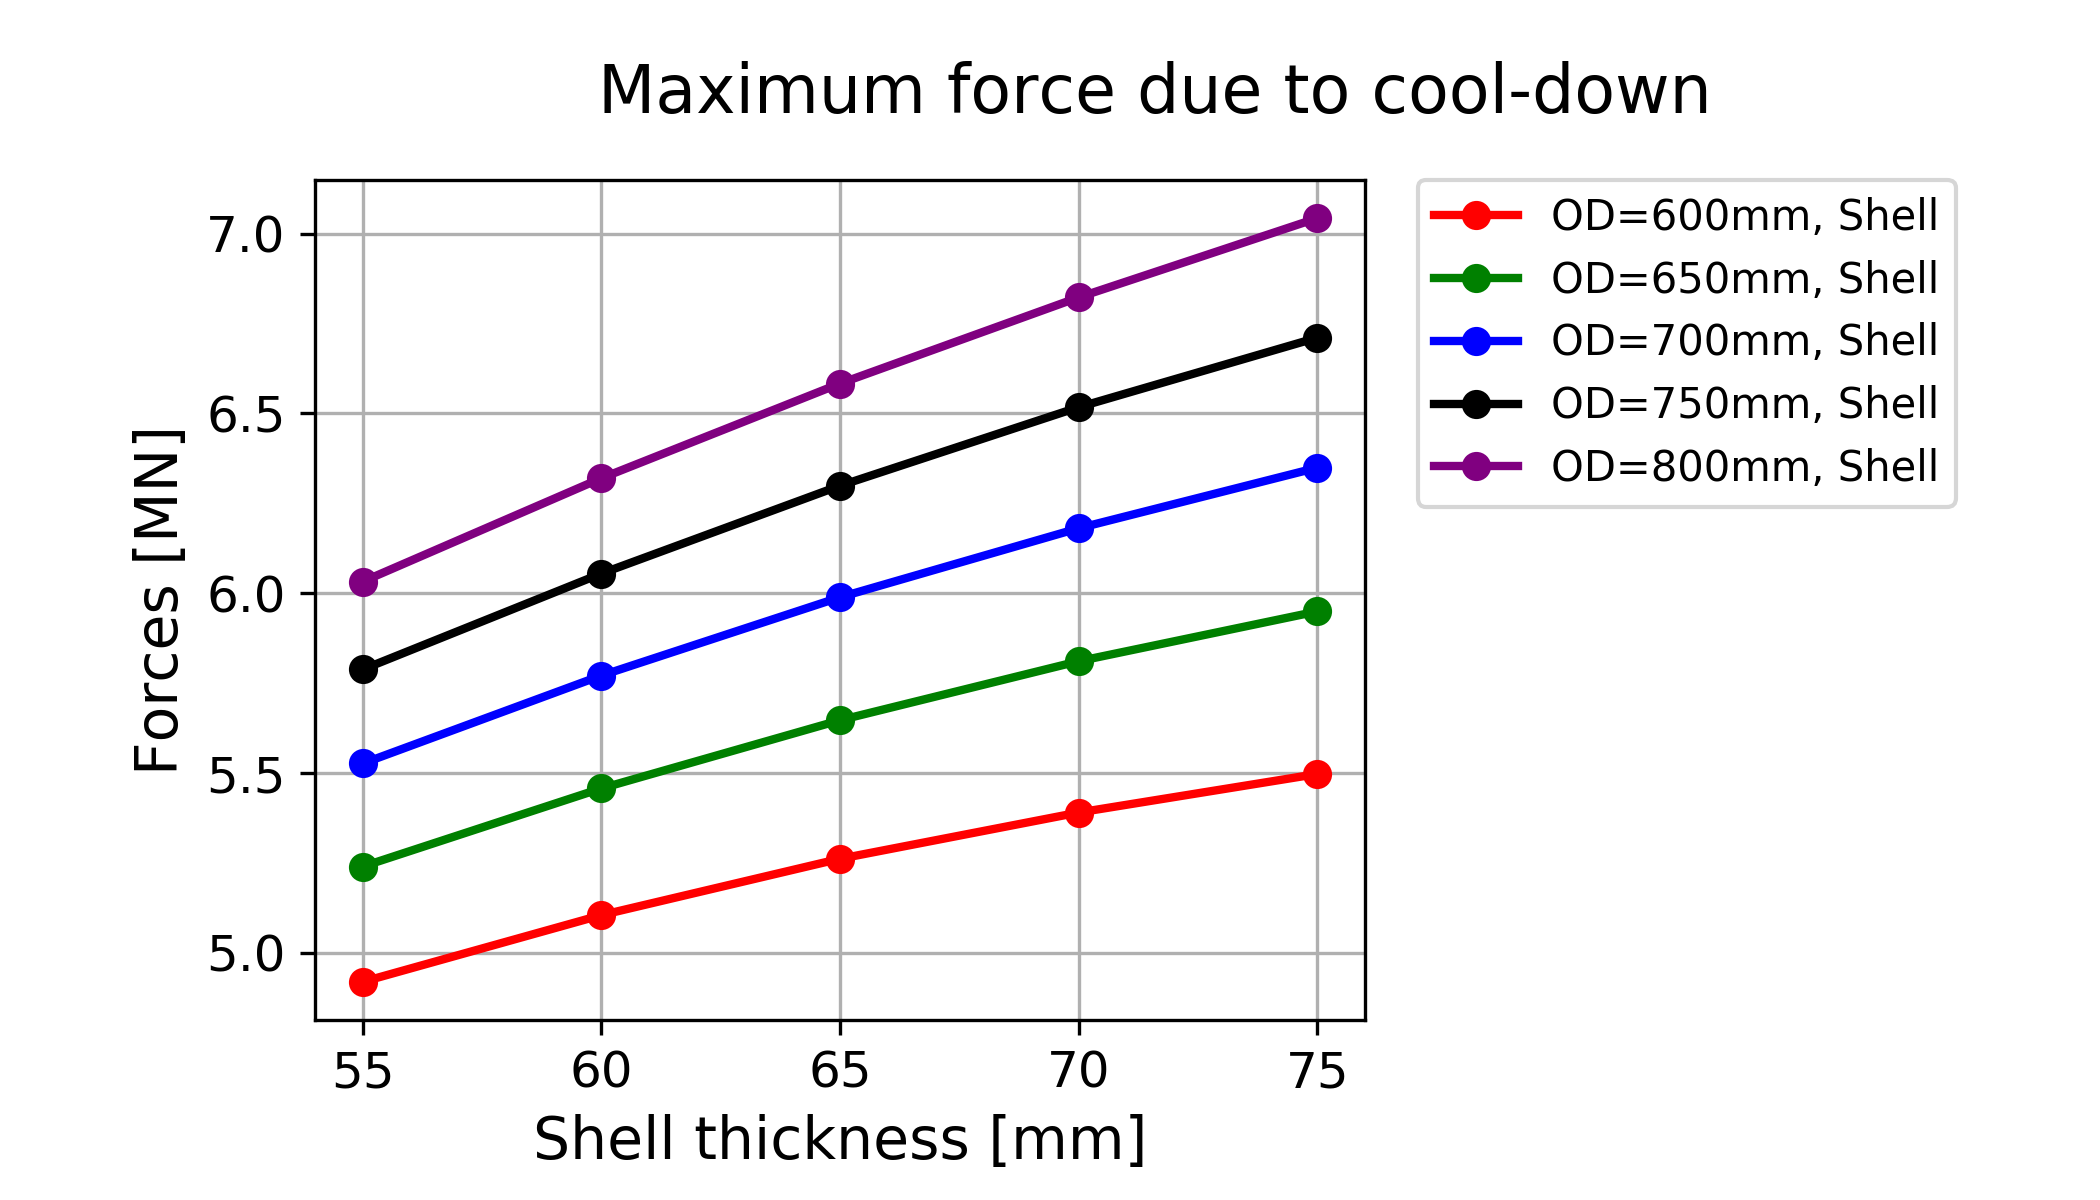 Maximum force due to cool-down
7.0
6.5
6.0
5.5
5.0
Forces [MN]
55 60 65 70 75
Shell thickness [mm]
OD=600mm, Shell
OD=650mm, Shell
OD=700mm, Shell
OD=750mm, Shell
OD=800mm, Shell